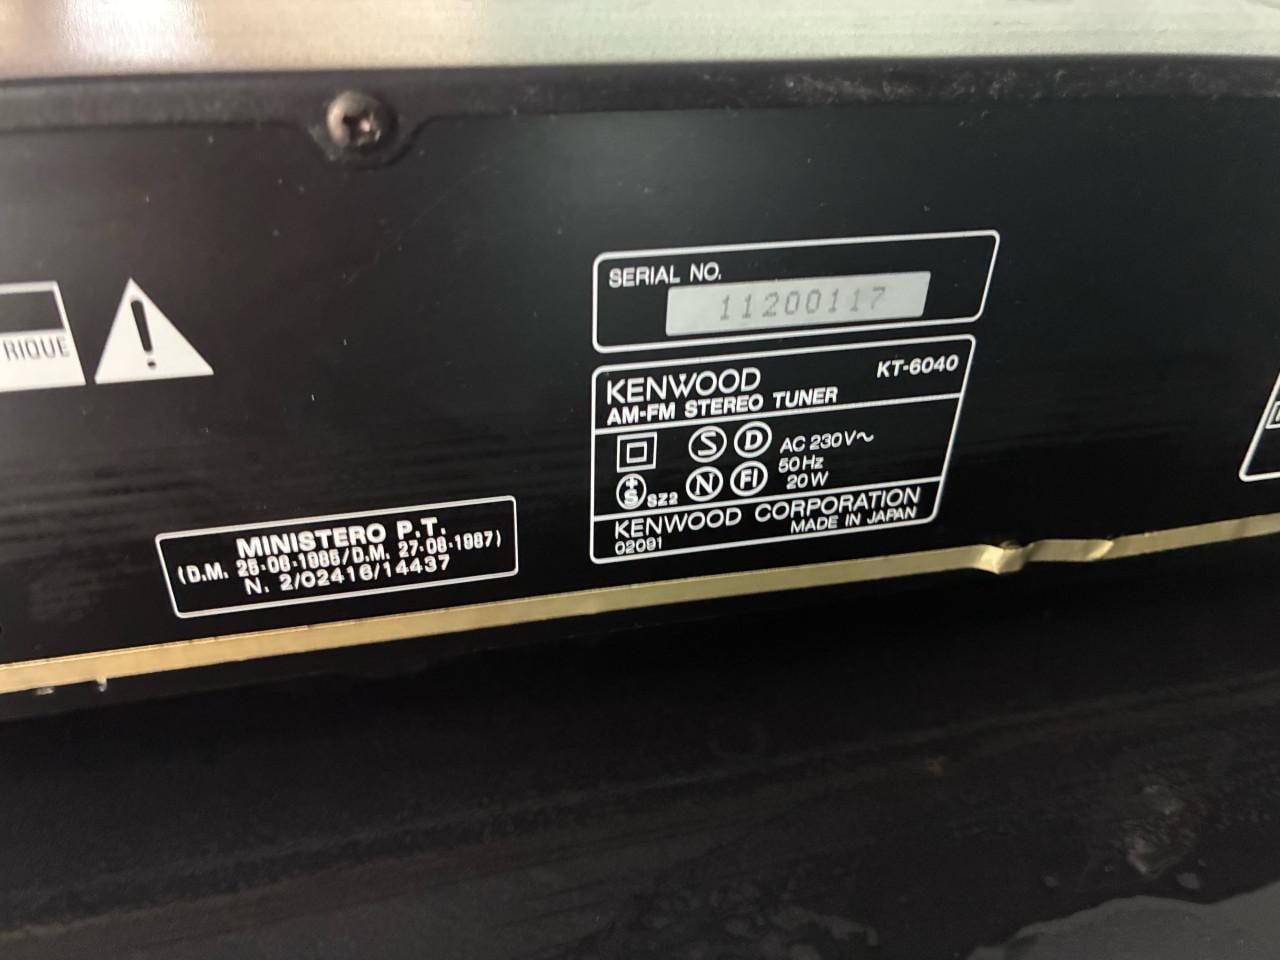 RIQUE
SERIAL NO.
11200117
KENWOOD KT-6040
AM-FM STEREO TUNER
S D AC 230V~
50Hz
SZ2 N FI 20W
KENWOOD CORPORATION
02091 MADE IN JAPAN
MINISTERO P.T.
(D.M. 25-06-1985/D.M. 27-08-1987)
N. 2/02416/14437